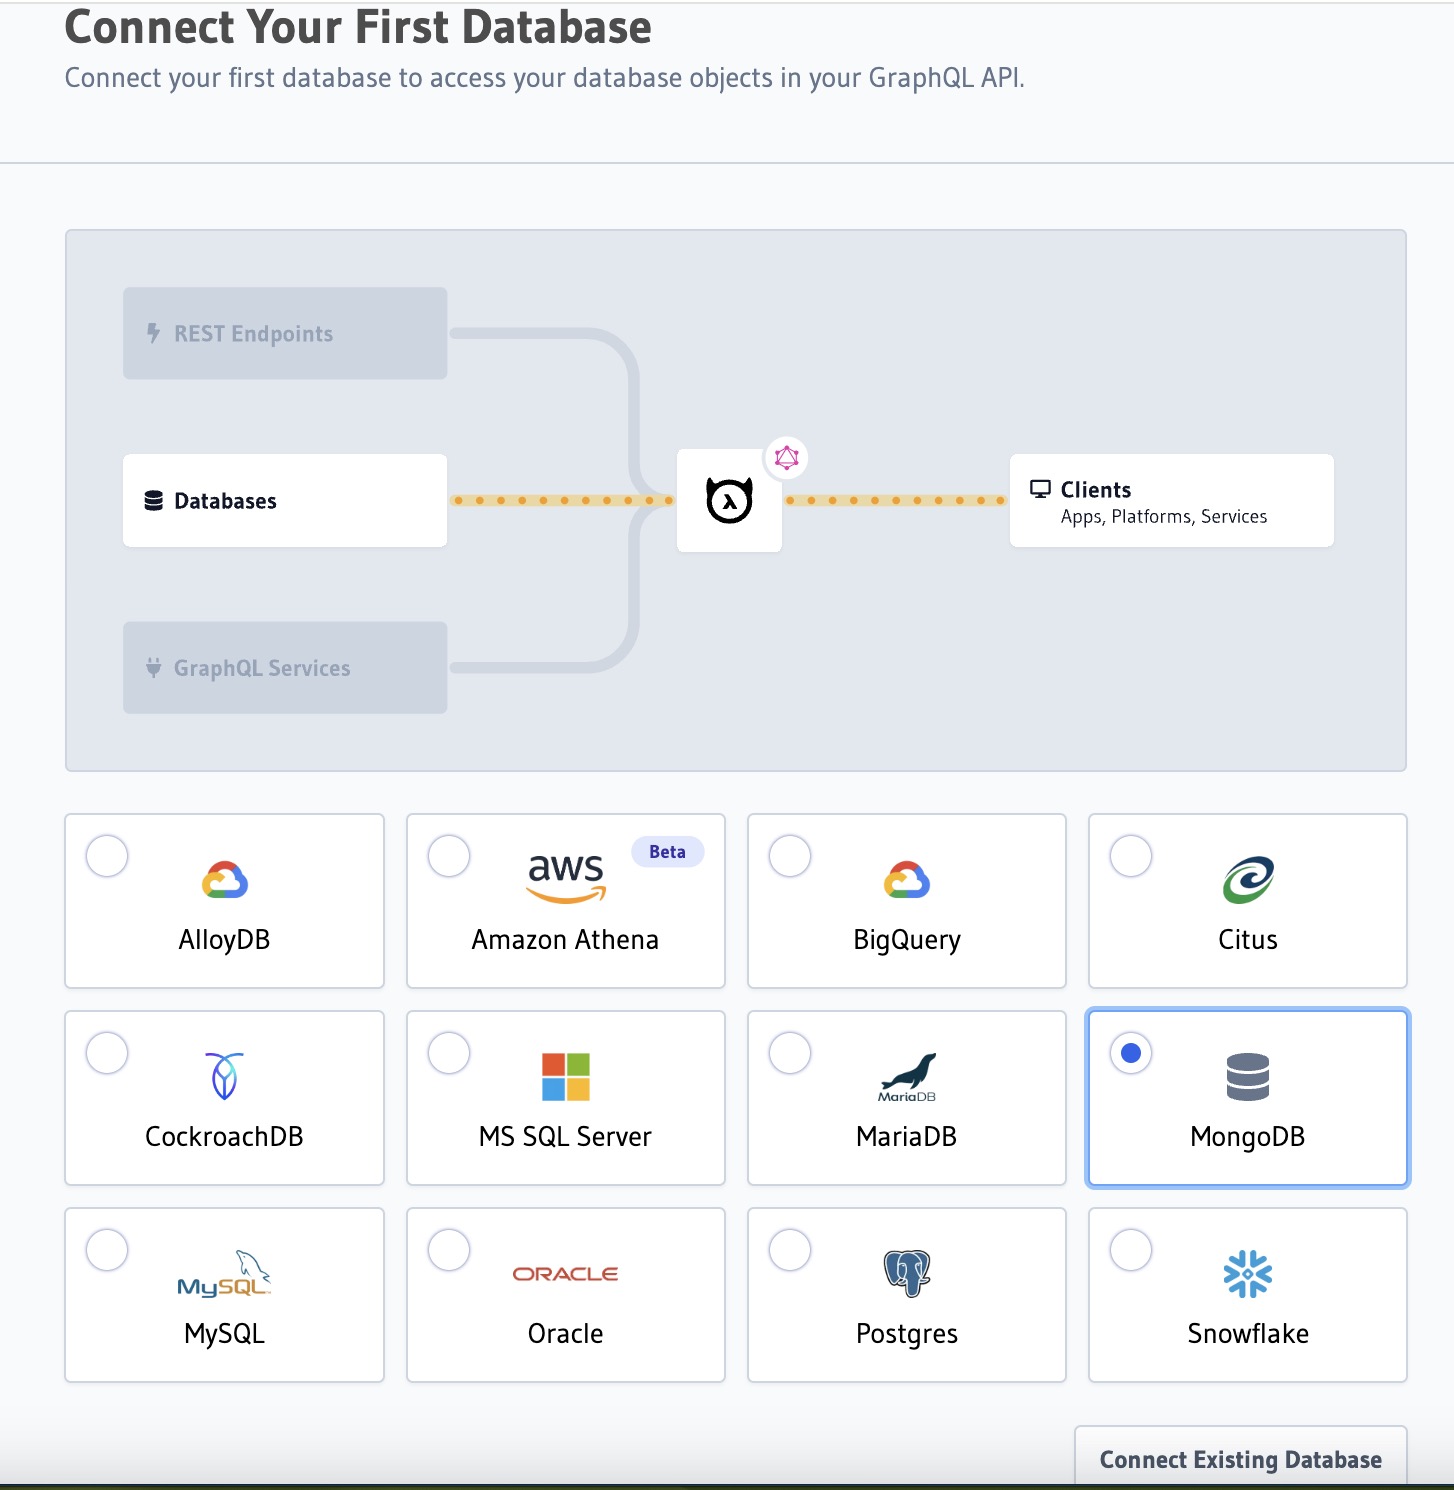 Connect Your First Database
Connect your first database to access your database objects in your GraphQL API.
REST Endpoints
Databases
Clients
Apps, Platforms, Services
GraphQL Services
aws
Beta
AlloyDB
Amazon Athena
BigQuery
Citus
MariaDB
CockroachDB
MS SQL Server
MariaDB
MongoDB
MySQL
ORACLE
MySQL
Oracle
Postgres
Snowflake
Connect Existing Database